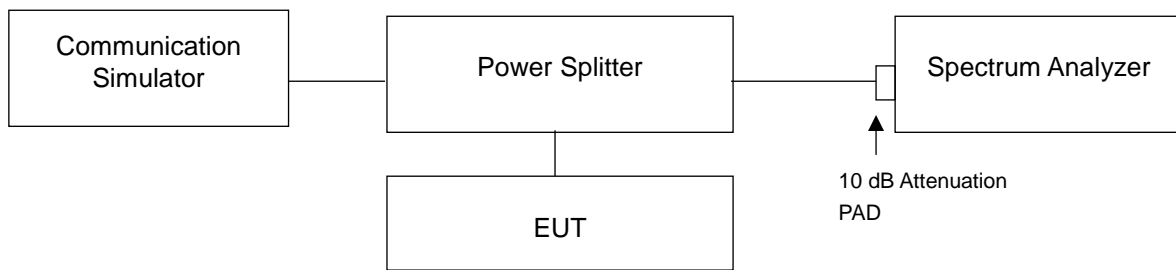 Communication
Simulator
Power Splitter
Spectrum Analyzer
10 dB Attenuation
PAD
EUT